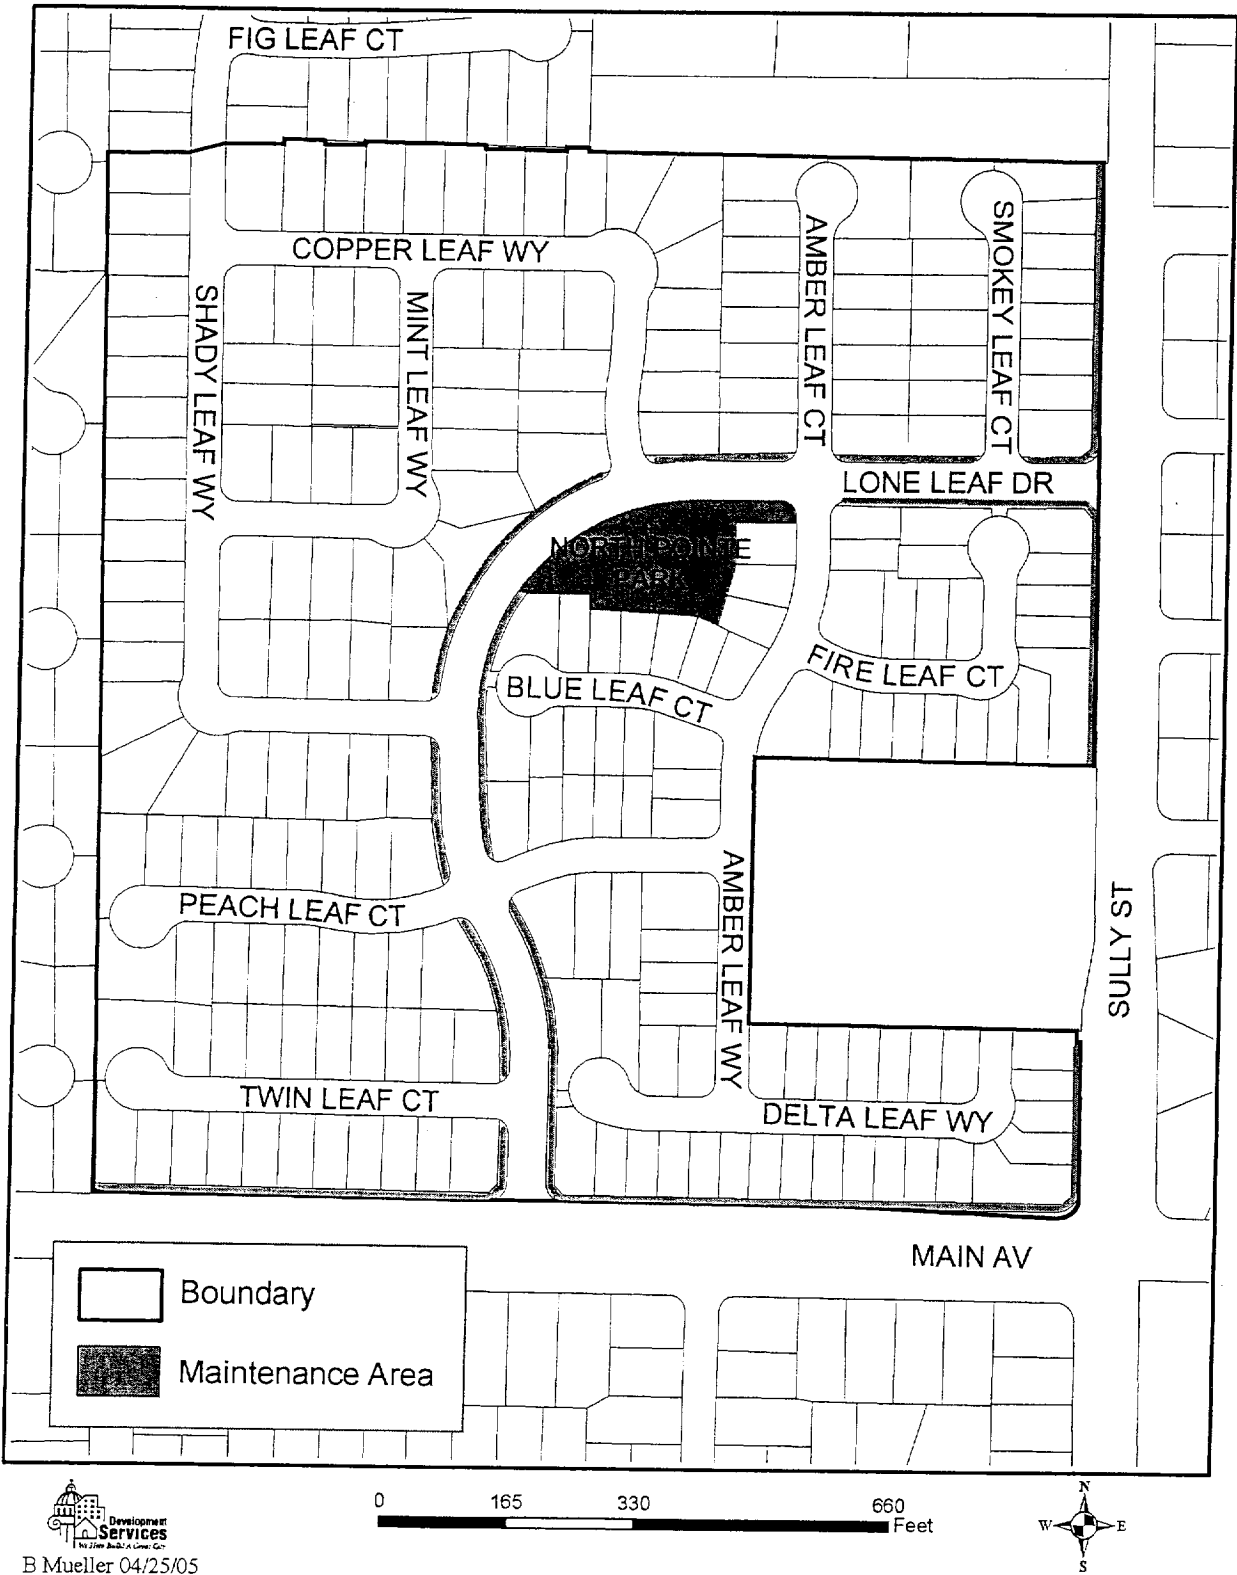 FIG LEAF CT
COPPER LEAF WY
SHADY LEAF WY
MINT LEAF WY
AMBER LEAF CT
SMOKEY LEAF CT
LONE LEAF DR
NORTH POINTE
PARK
FIRE LEAF CT
BLUE LEAF CT
AMBER LEAF WY
PEACH LEAF CT
SULLY ST
TWIN LEAF CT
DELTA LEAF WY
MAIN AV
Boundary
Maintenance Area
0 165 330 660
Feet
N
W E
S
Development
Services
B Mueller 04/25/05